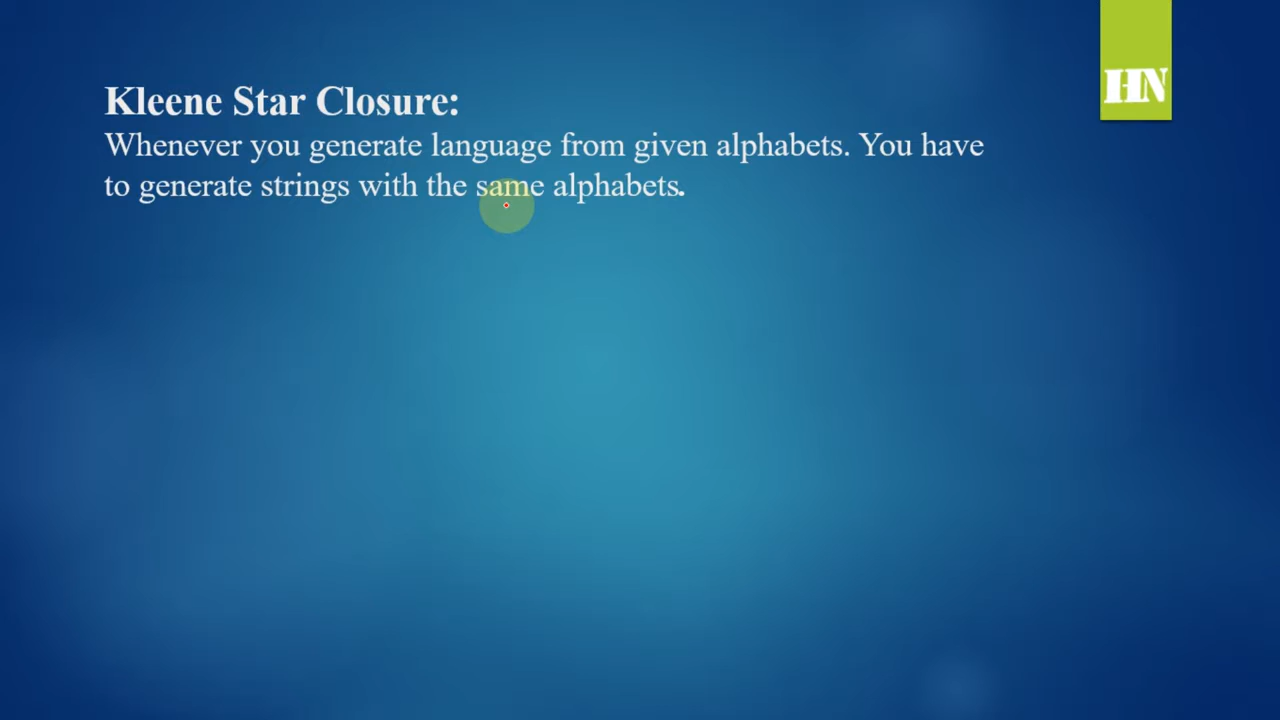 HN
Kleene Star Closure:
Whenever you generate language from given alphabets. You have
to generate strings with the same alphabets.